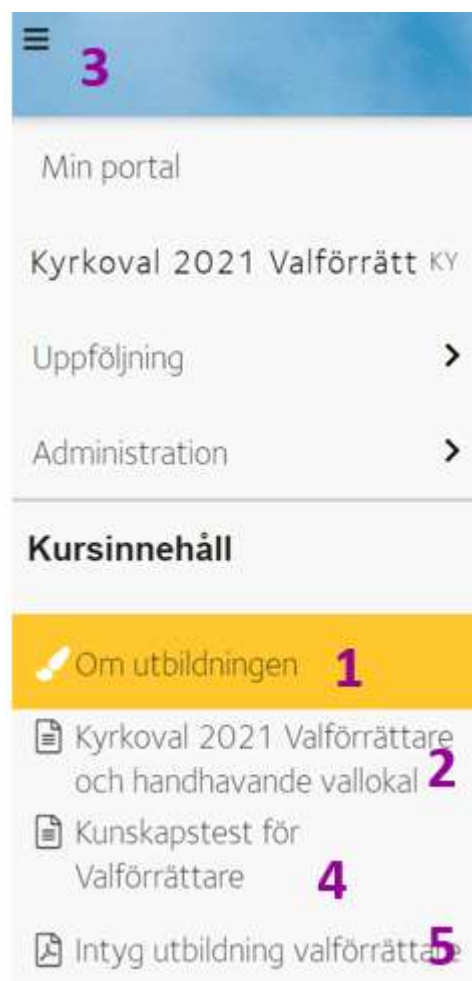 3
Min portal
Kyrkoval 2021 Valförrätt KY
Uppföljning
Administration
Kursinnehåll
Om utbildningen 1
Kyrkoval 2021 Valförrättare
och handhavande vallokal 2
Kunskapstest för
Valförrättare 4
Intyg utbildning valförrättare 5